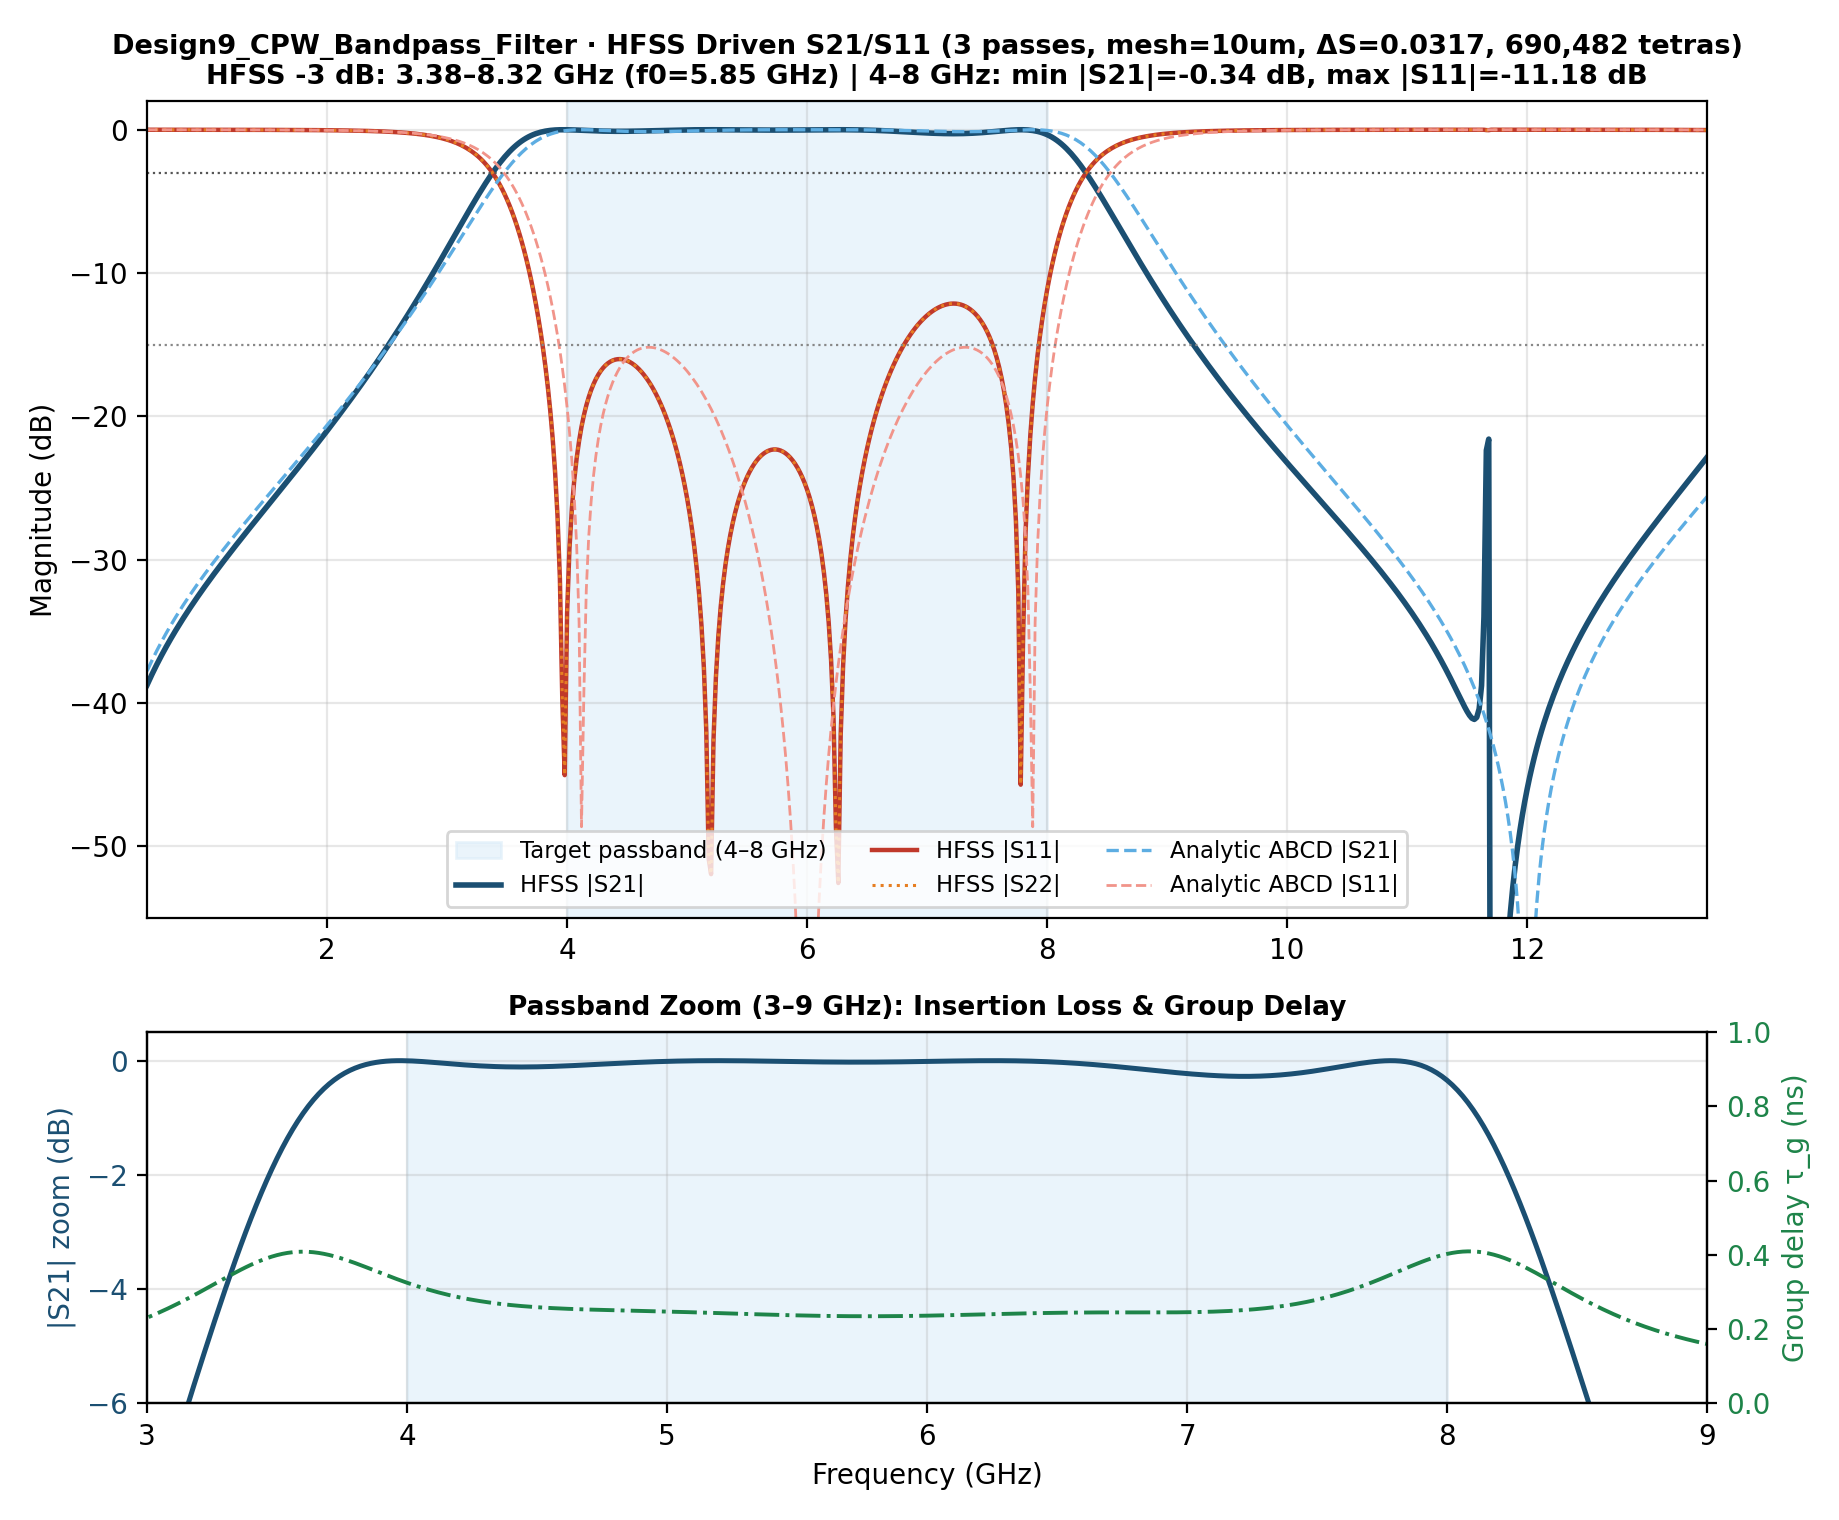 Design9_CPW_Bandpass_Filter · HFSS Driven S21/S11 (3 passes, mesh=10um, ΔS=0.0317, 690,482 tetras)
HFSS -3 dB: 3.38–8.32 GHz (f0=5.85 GHz) | 4–8 GHz: min |S21|=-0.34 dB, max |S11|=-11.18 dB
Magnitude (dB)
0
−10
−20
−30
−40
−50
2 4 6 8 10 12
Target passband (4–8 GHz)
HFSS |S21|
HFSS |S11|
HFSS |S22|
Analytic ABCD |S21|
Analytic ABCD |S11|
Passband Zoom (3–9 GHz): Insertion Loss & Group Delay
|S21| zoom (dB)
0
−2
−4
−6
1.0
0.8
0.6
0.4
0.2
0.0
Group delay τ_g (ns)
3 4 5 6 7 8 9
Frequency (GHz)